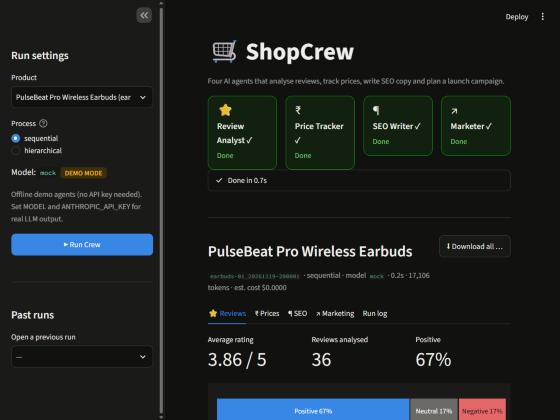 Deploy
Run settings
Product
PulseBeat Pro Wireless Earbuds (ear
Process
sequential
hierarchical
Model: mock DEMO MODE
Offline demo agents (no API key needed).
Set MODEL and ANTHROPIC_API_KEY for
real LLM output.
▸ Run Crew
Past runs
Open a previous run
—
ShopCrew
Four AI agents that analyse reviews, track prices, write SEO copy and plan a launch campaign.
Review
Analyst ✓
Done
₹
Price Tracker
✓
Done
¶
SEO Writer ✓
Done
↗
Marketer ✓
Done
Done in 0.7s
PulseBeat Pro Wireless Earbuds
⬇ Download all …
· sequential · model mock · 0.2s · 17,106
tokens · est. cost $0.0000
Reviews
₹ Prices
¶ SEO
↗ Marketing
Run log
Average rating
3.86 / 5
Reviews analysed
36
Positive
67%
Positive 67%
Neutral 17%
Negative 17%